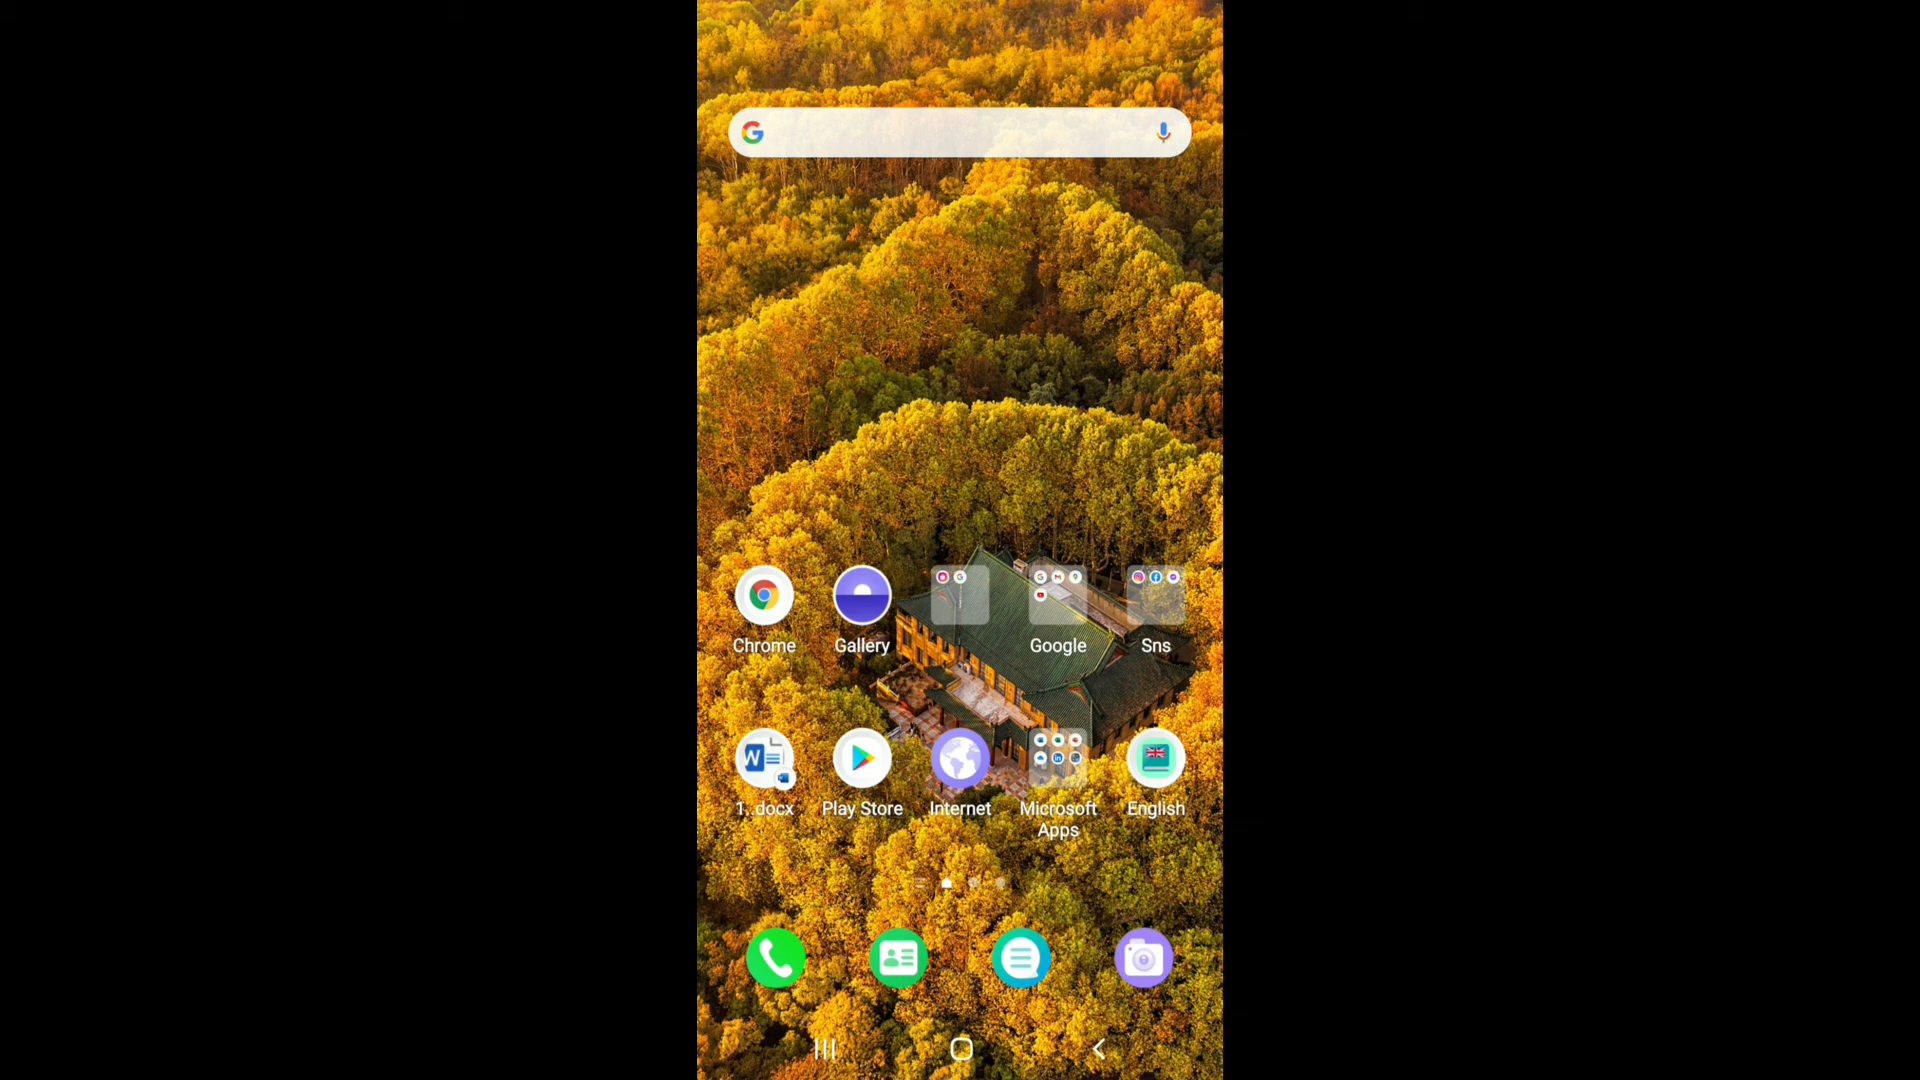 Chrome
Gallery
Google
Sns
W
1..docx
Play Store
Internet
Microsoft
Apps
English